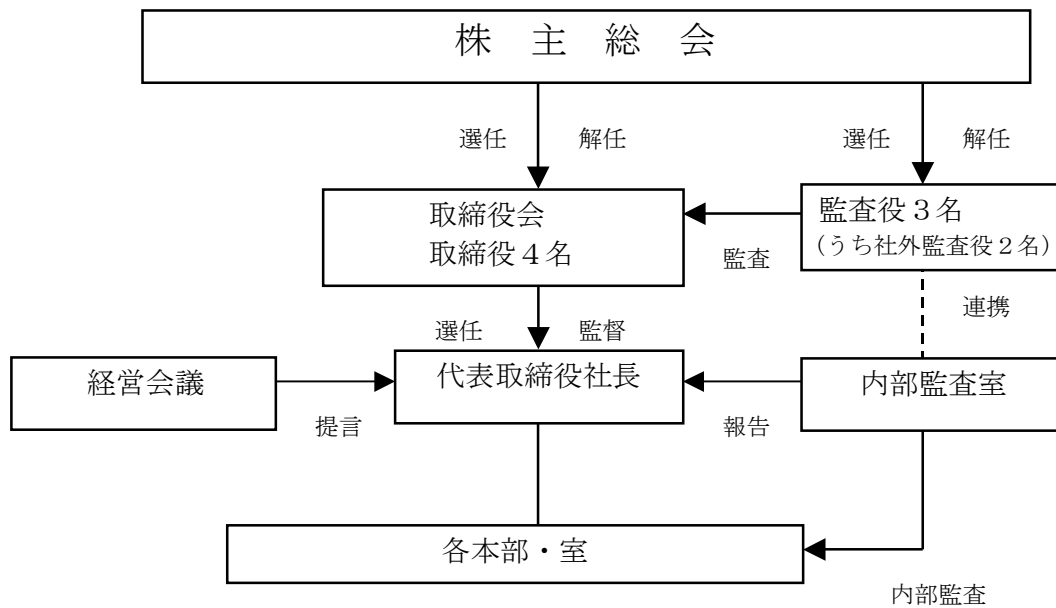 株 主 総 会
選任
解任
選任
解任
取締役会
取締役４名
監査
監査役３名
(うち社外監査役２名)
連携
選任
監督
経営会議
提言
代表取締役社長
報告
内部監査室
各本部・室
内部監査